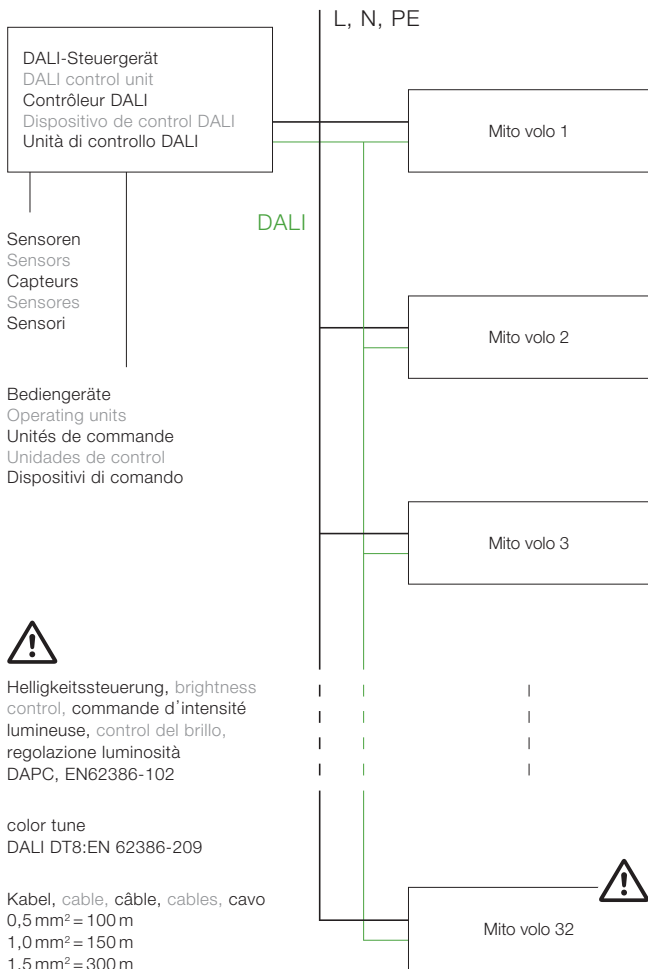 L, N, PE
DALI-Steuergerät
DALI control unit
Contrôleur DALI
Dispositivo de control DALI
Unità di controllo DALI
Mito volo 1
DALI
Sensoren
Sensors
Capteurs
Sensores
Sensori
Mito volo 2
Bediengeräte
Operating units
Unités de commande
Unidades de control
Dispositivi di comando
Mito volo 3
Helligkeitssteuerung, brightness
control, commande d'intensité
lumineuse, control del brillo,
regolazione luminosità
DAPC, EN62386-102
color tune
DALI DT8:EN 62386-209
Kabel, cable, câble, cables, cavo
0,5 mm² = 100 m
1,0 mm² = 150 m
1,5 mm² = 300 m
Mito volo 32